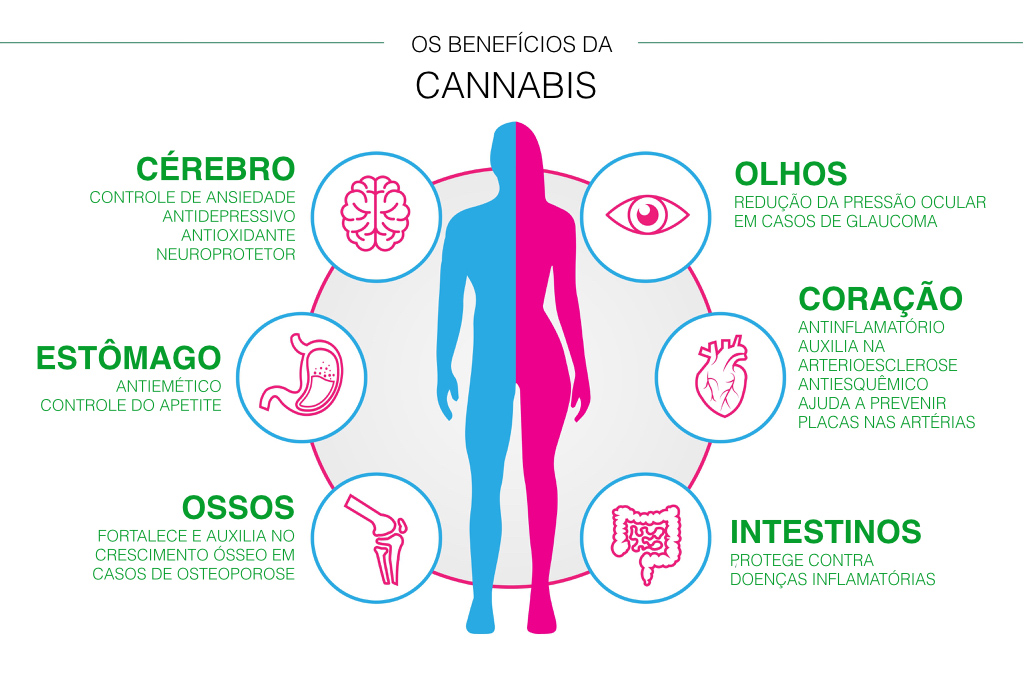 OS BENEFÍCIOS DA
CANNABIS
CÉREBRO
CONTROLE DE ANSIEDADE
ANTIDEPRESSIVO
ANTIOXIDANTE
NEUROPROTETOR
OLHOS
REDUÇÃO DA PRESSÃO OCULAR
EM CASOS DE GLAUCOMA
ESTÔMAGO
ANTIEMÉTICO
CONTROLE DO APETITE
CORAÇÃO
ANTINFLAMATÓRIO
AUXILIA NA
ARTERIOESCLEROSE
ANTIESQUÊMICO
AJUDA A PREVENIR
PLACAS NAS ARTÉRIAS
OSSOS
FORTALECE E AUXILIA NO
CRESCIMENTO ÓSSEO EM
CASOS DE OSTEOPOROSE
INTESTINOS
PROTEGE CONTRA
DOENÇAS INFLAMATÓRIAS